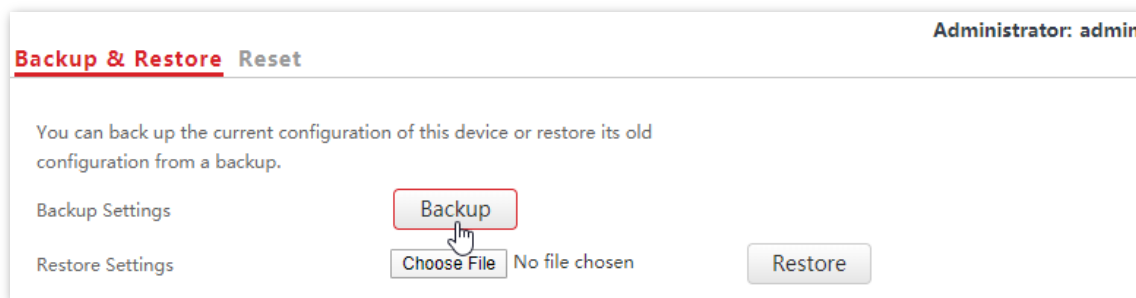 Administrator: admin
Backup & Restore Reset
You can back up the current configuration of this device or restore its old
configuration from a backup.
Backup Settings Backup
Restore Settings Choose File No file chosen Restore